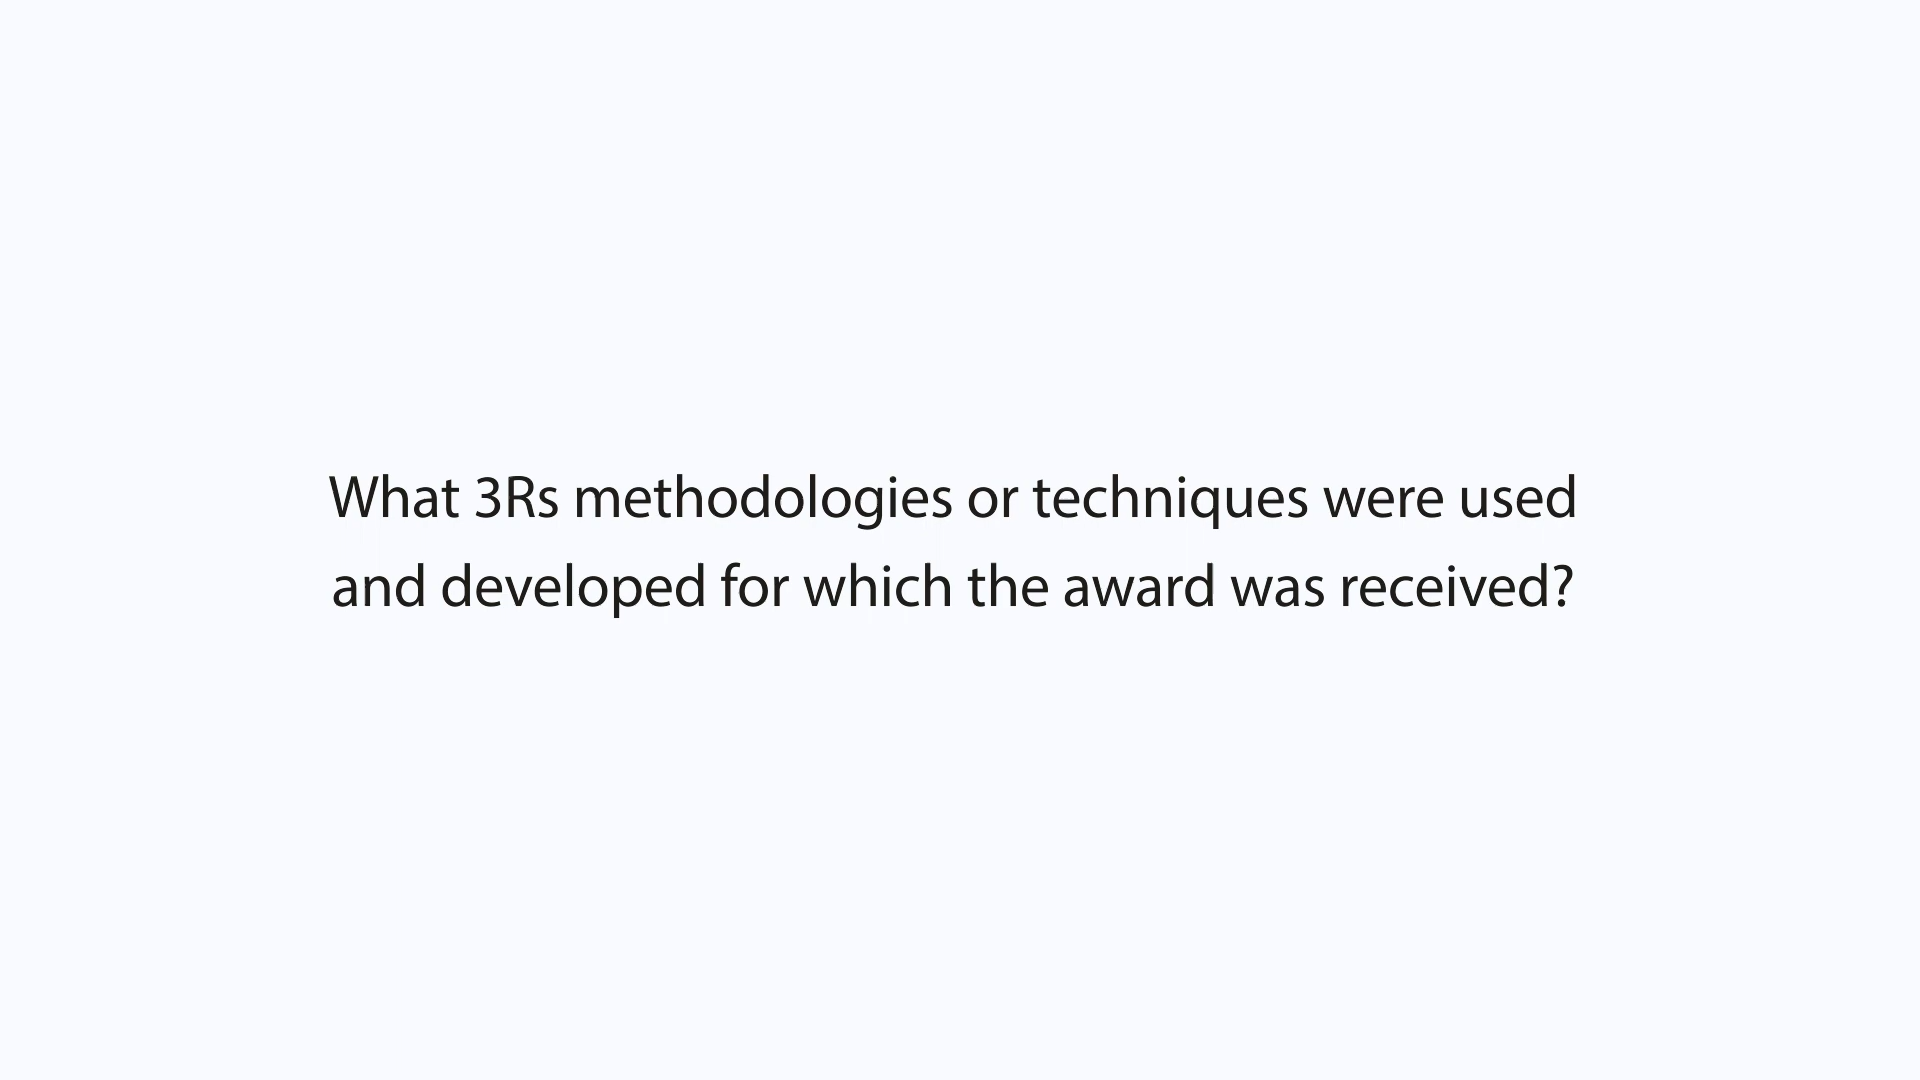 What 3Rs methodologies or techniques were used
and developed for which the award was received?